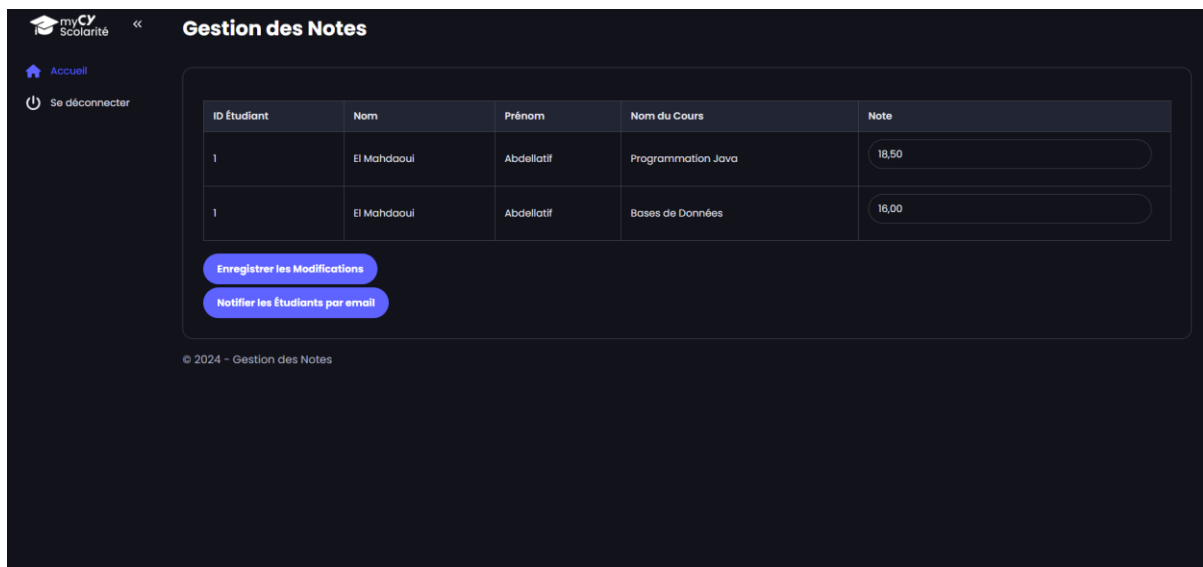 myCY
Scolarité
«
Gestion des Notes
Accueil
Se déconnecter
ID Étudiant Nom Prénom Nom du Cours Note
1 El Mahdaoui Abdellatif Programmation Java 18,50
1 El Mahdaoui Abdellatif Bases de Données 16,00
Enregistrer les Modifications
Notifier les Étudiants par email
© 2024 - Gestion des Notes